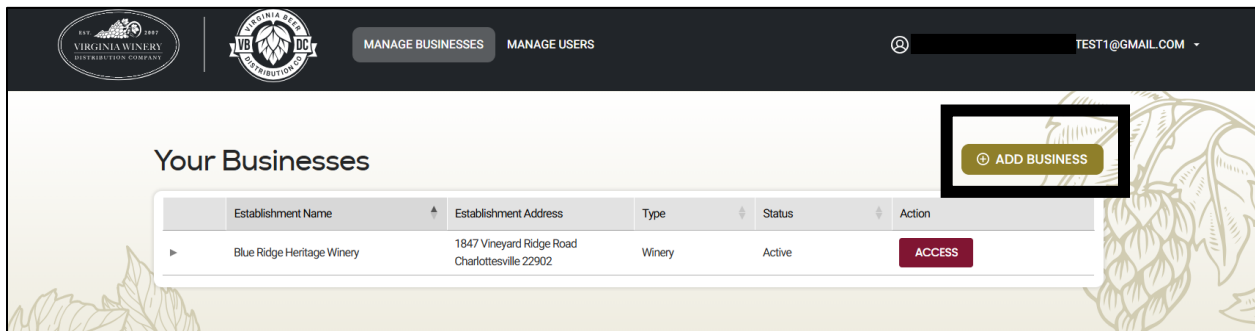 EST. 2007
VIRGINIA WINERY
DISTRIBUTION COMPANY
VIRGINIA BEER
VB DC
DISTRIBUTION CO
MANAGE BUSINESSES
MANAGE USERS
TEST1@GMAIL.COM
Your Businesses
ADD BUSINESS
Establishment Name Establishment Address Type Status Action
Blue Ridge Heritage Winery 1847 Vineyard Ridge Road Winery Active ACCESS
Charlottesville 22902